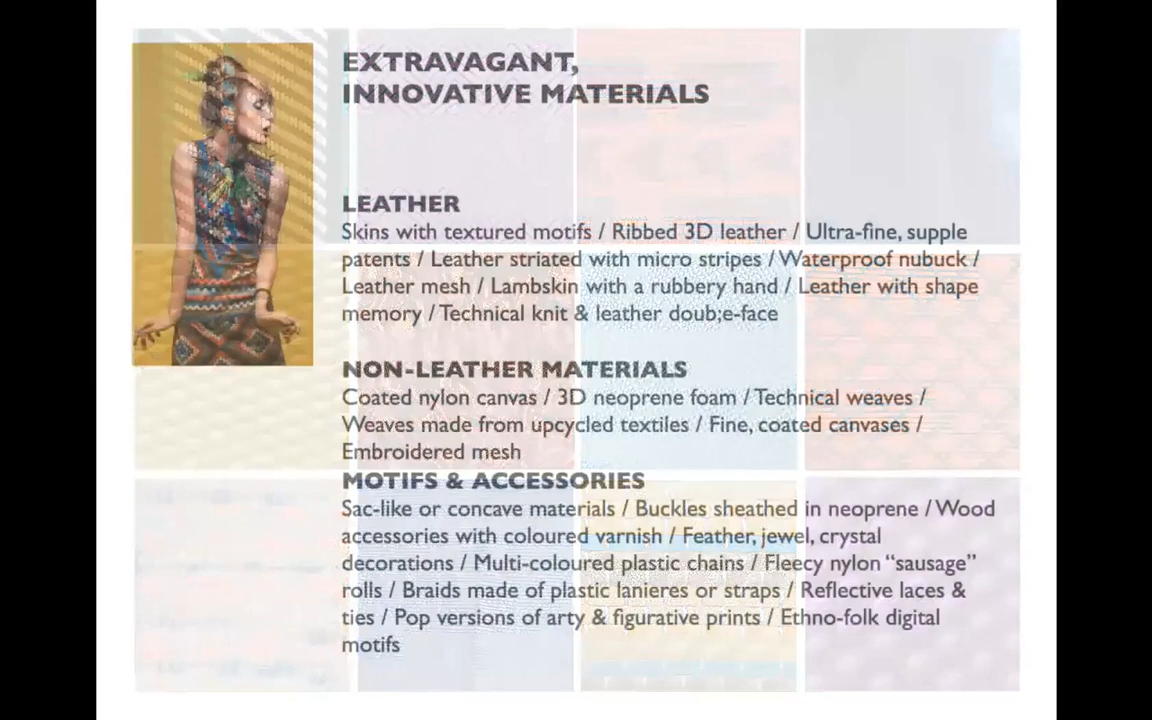 EXTRAVAGANT,
INNOVATIVE MATERIALS
LEATHER
Skins with textured motifs / Ribbed 3D leather / Ultra-fine, supple
patents / Leather striated with micro stripes / Waterproof nubuck /
Leather mesh / Lambskin with a rubbery hand / Leather with shape
memory / Technical knit & leather doub;e-face
NON-LEATHER MATERIALS
Coated nylon canvas / 3D neoprene foam / Technical weaves /
Weaves made from upcycled textiles / Fine, coated canvases /
Embroidered mesh
MOTIFS & ACCESSORIES
Sac-like or concave materials / Buckles sheathed in neoprene / Wood
accessories with coloured varnish / Feather, jewel, crystal
decorations / Multi-coloured plastic chains / Fleecy nylon “sausage”
rolls / Braids made of plastic lanieres or straps / Reflective laces &
ties / Pop versions of arty & figurative prints / Ethno-folk digital
motifs